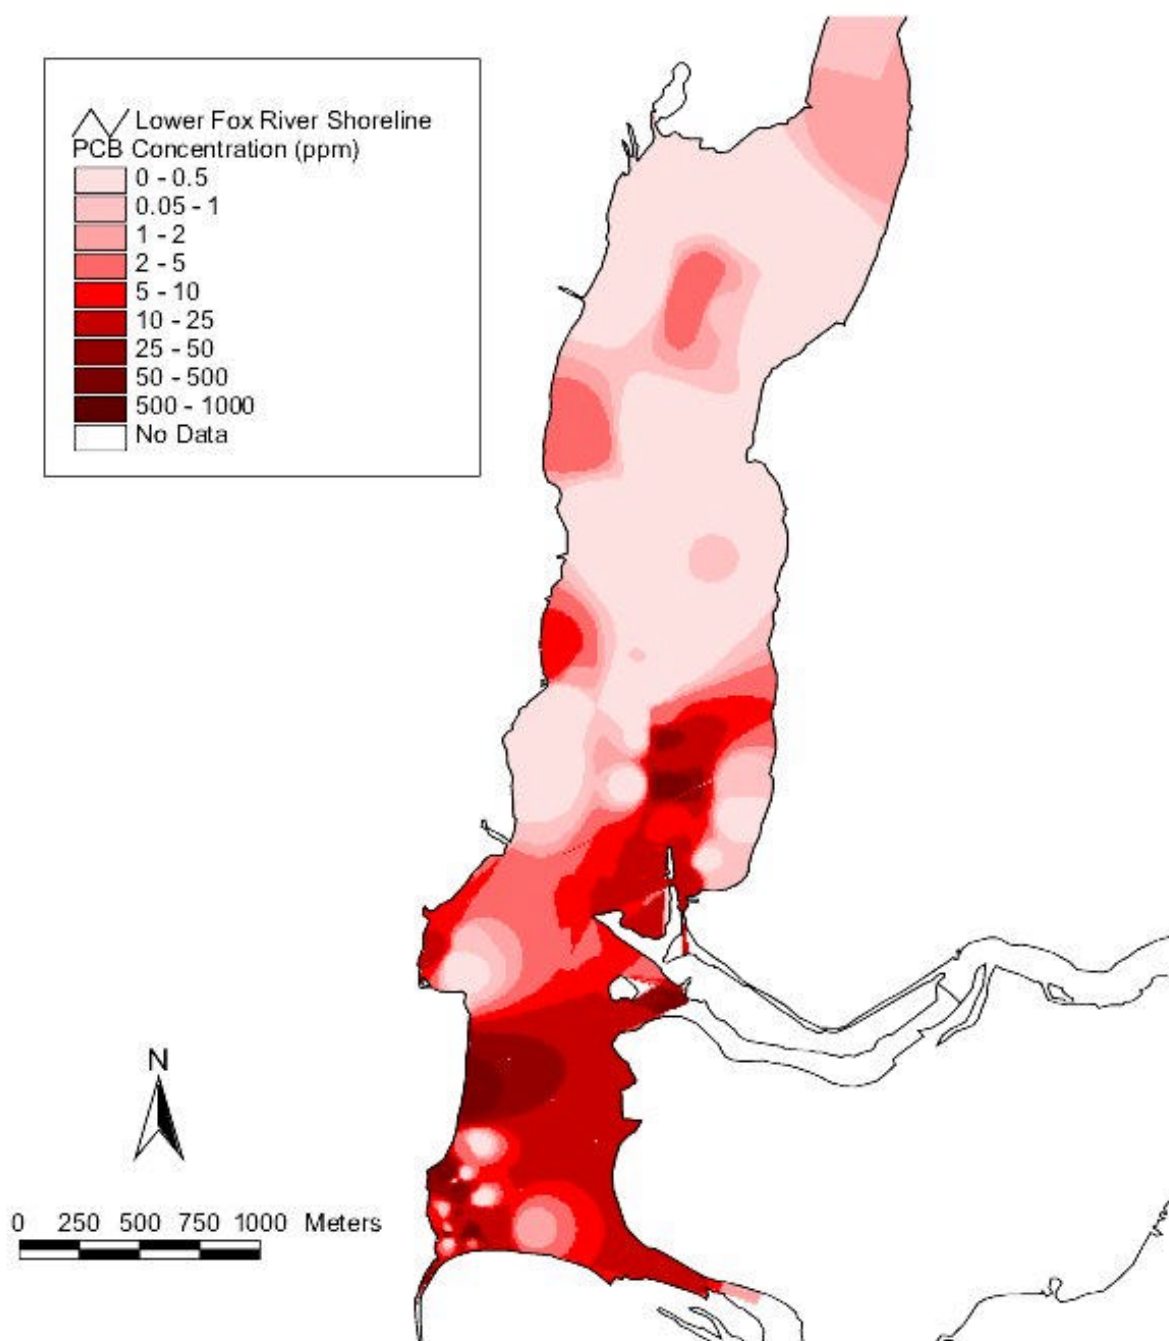 Lower Fox River Shoreline
PCB Concentration (ppm)
0 - 0.5
0.05 - 1
1 - 2
2 - 5
5 - 10
10 - 25
25 - 50
50 - 500
500 - 1000
No Data
N
0 250 500 750 1000 Meters